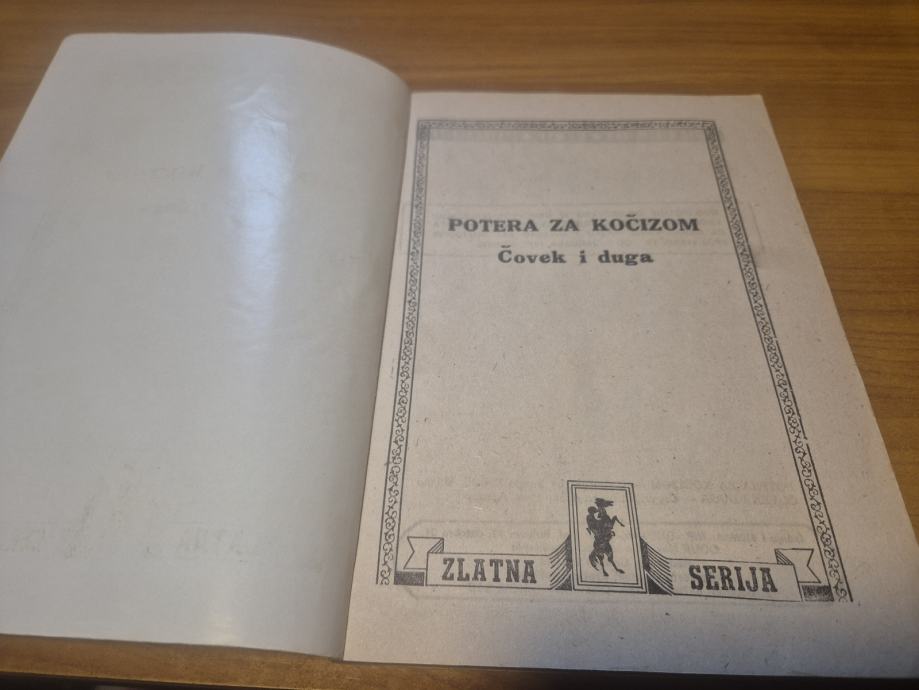 POTERA ZA KOČIZOM
Čovek i duga
ZLATNA SERIJA